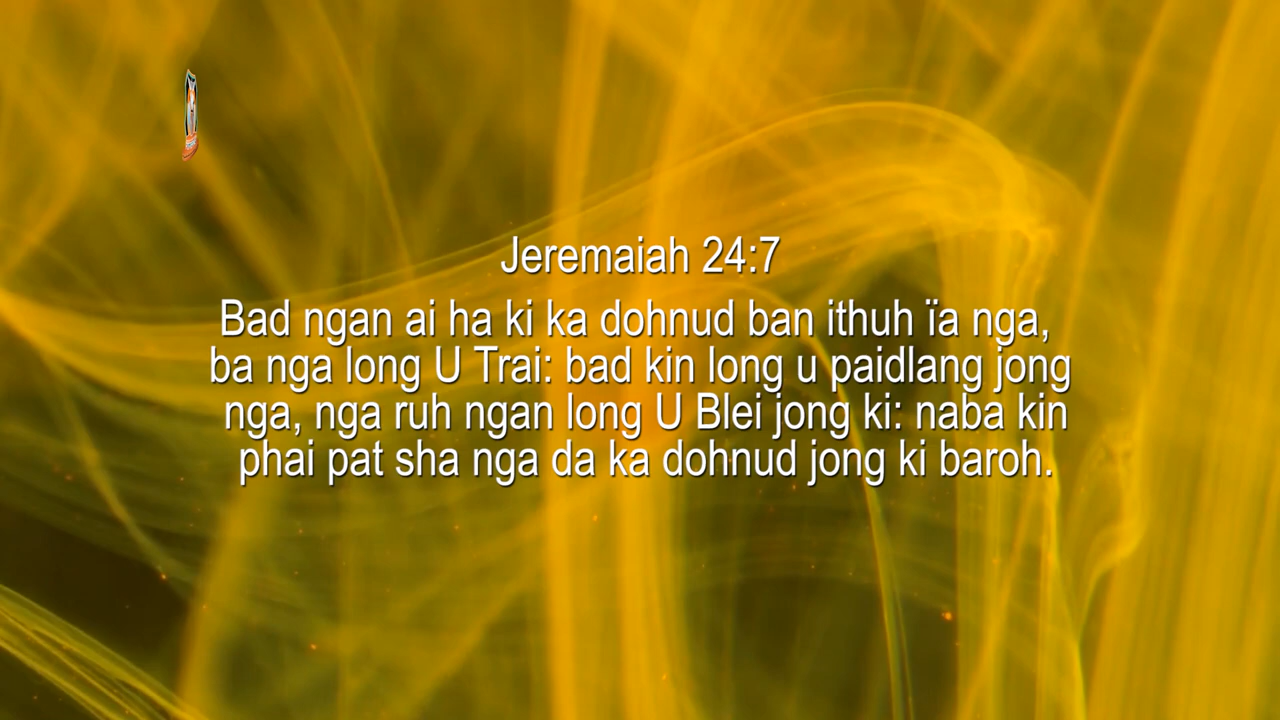 Jeremaiah 24:7
Bad ngan ai ha ki ka dohnud ban ithuh ïa nga,
ba nga long U Trai: bad kin long u paidlang jong
nga, nga ruh ngan long U Blei jong ki: naba kin
phai pat sha nga da ka dohnud jong ki baroh.